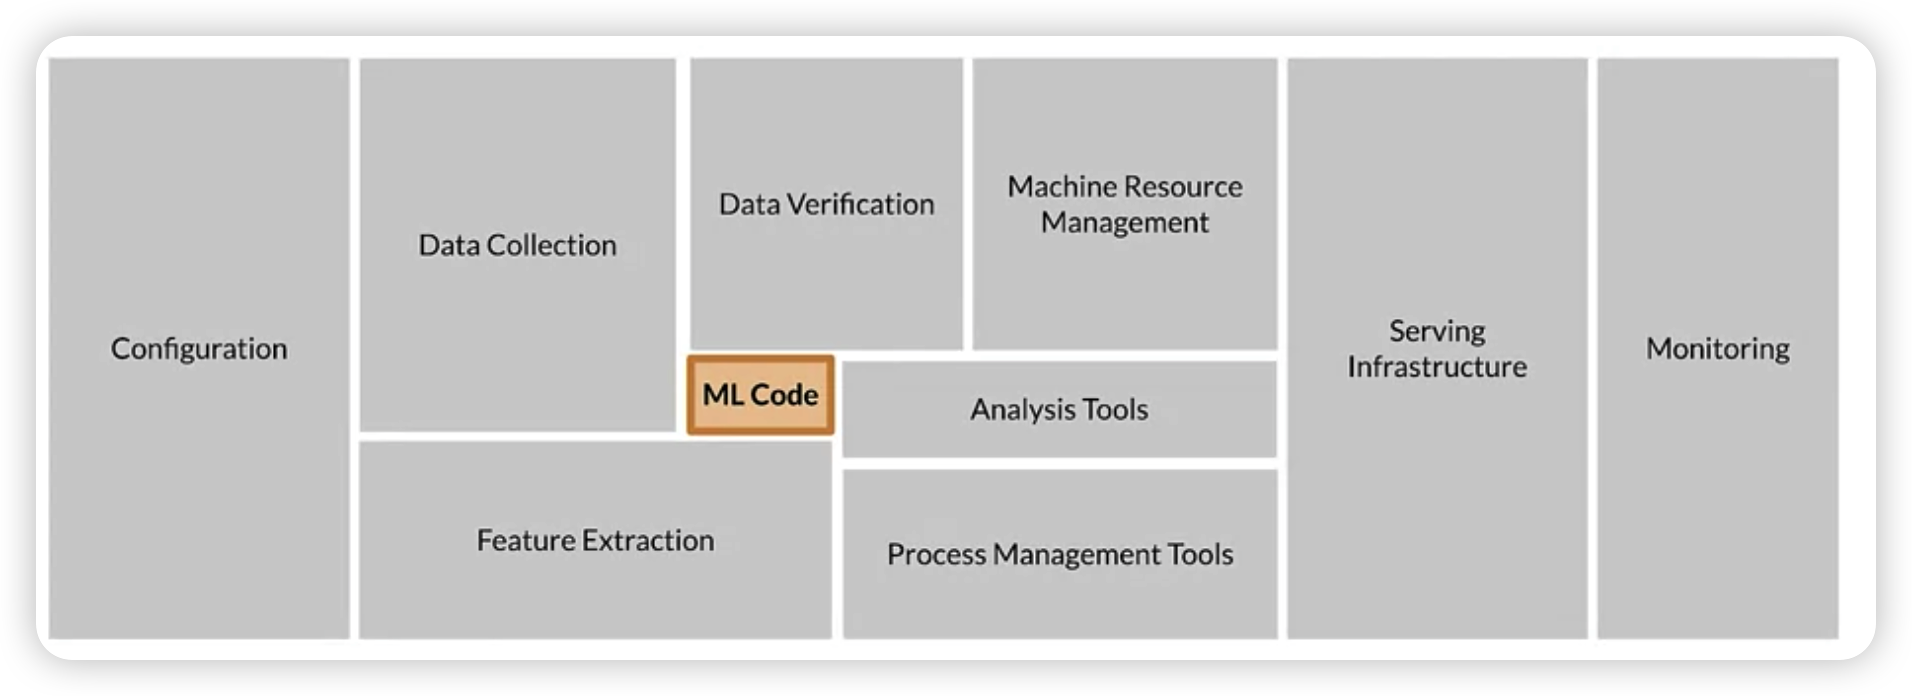 Configuration
Data Collection
Data Verification
Machine Resource
Management
ML Code
Analysis Tools
Feature Extraction
Process Management Tools
Serving
Infrastructure
Monitoring